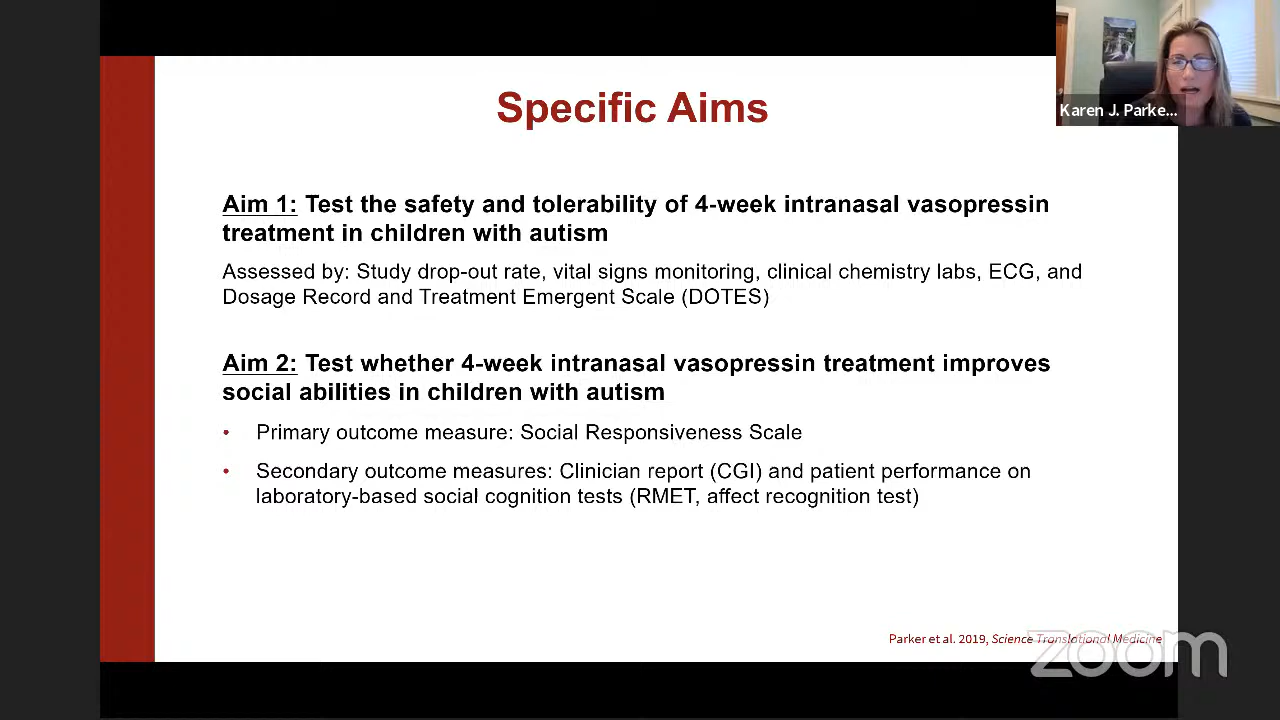 Specific Aims
Karen J. Parke...
Aim 1: Test the safety and tolerability of 4-week intranasal vasopressin
treatment in children with autism
Assessed by: Study drop-out rate, vital signs monitoring, clinical chemistry labs, ECG, and
Dosage Record and Treatment Emergent Scale (DOTES)
Aim 2: Test whether 4-week intranasal vasopressin treatment improves
social abilities in children with autism
• Primary outcome measure: Social Responsiveness Scale
• Secondary outcome measures: Clinician report (CGI) and patient performance on
laboratory-based social cognition tests (RMET, affect recognition test)
Parker et al. 2019, Science Translational Medicine
zoom